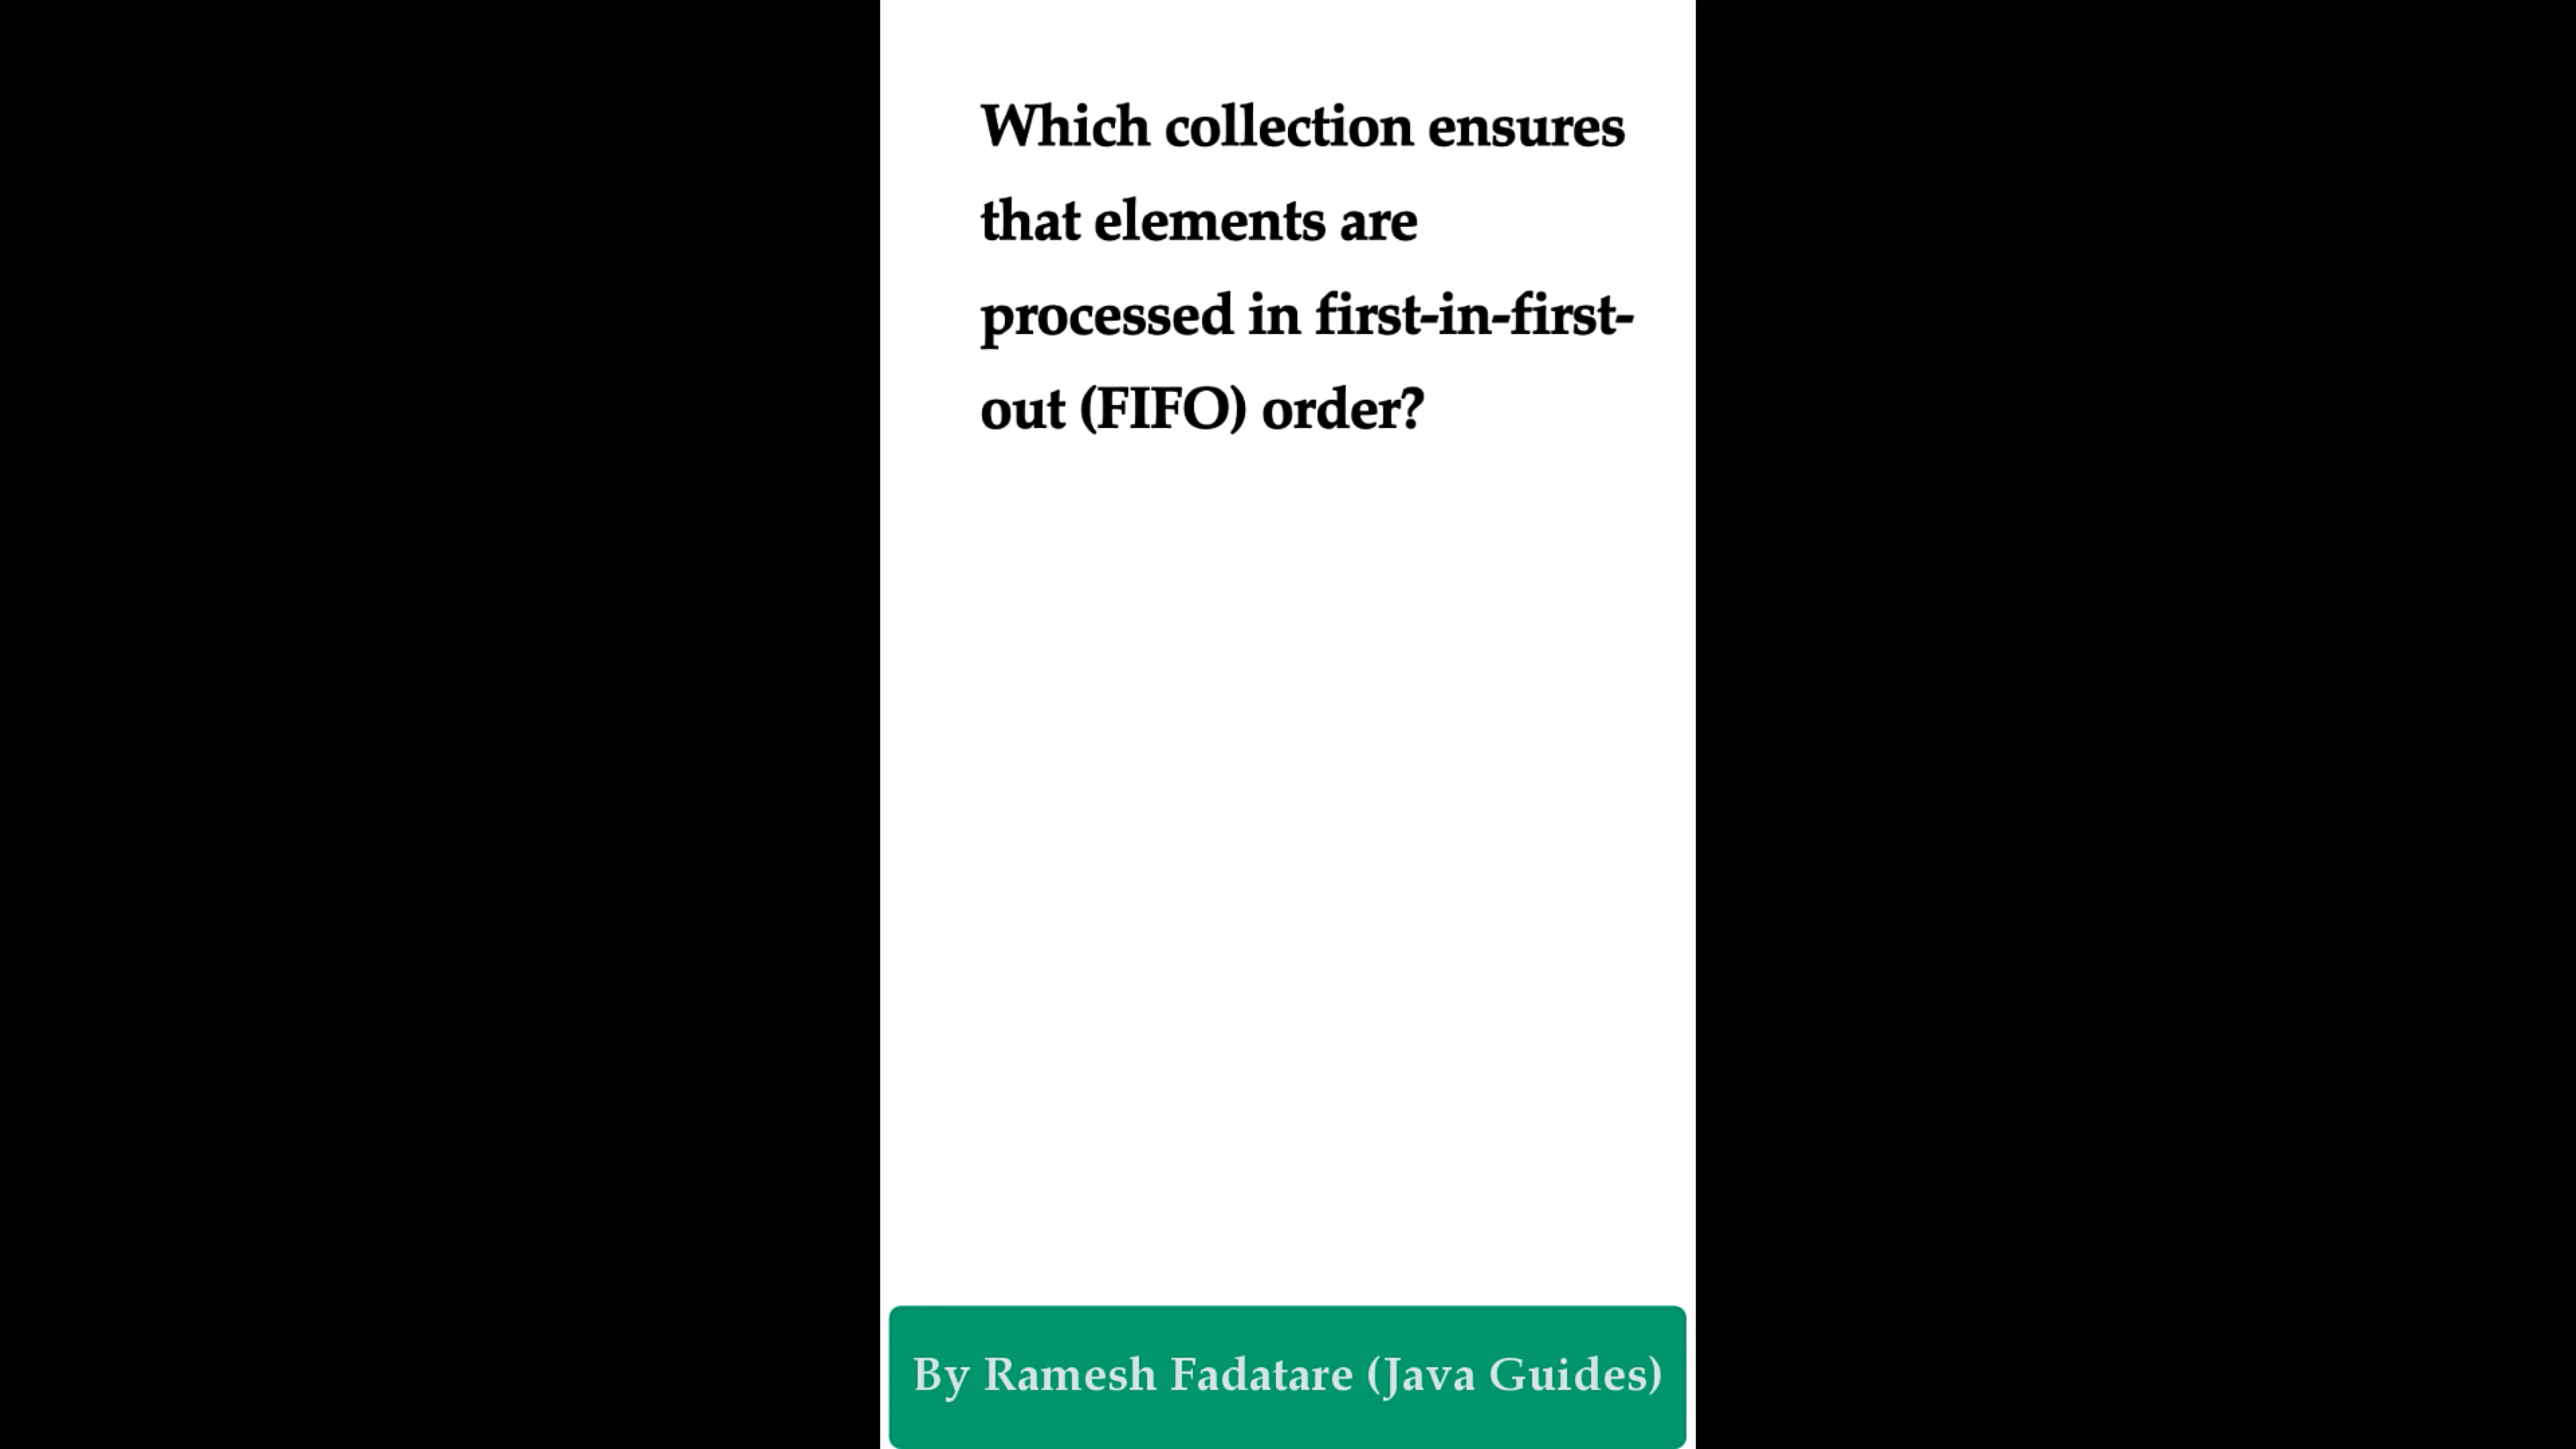 Which collection ensures
that elements are
processed in first-in-first-
out (FIFO) order?
By Ramesh Fadatare (Java Guides)